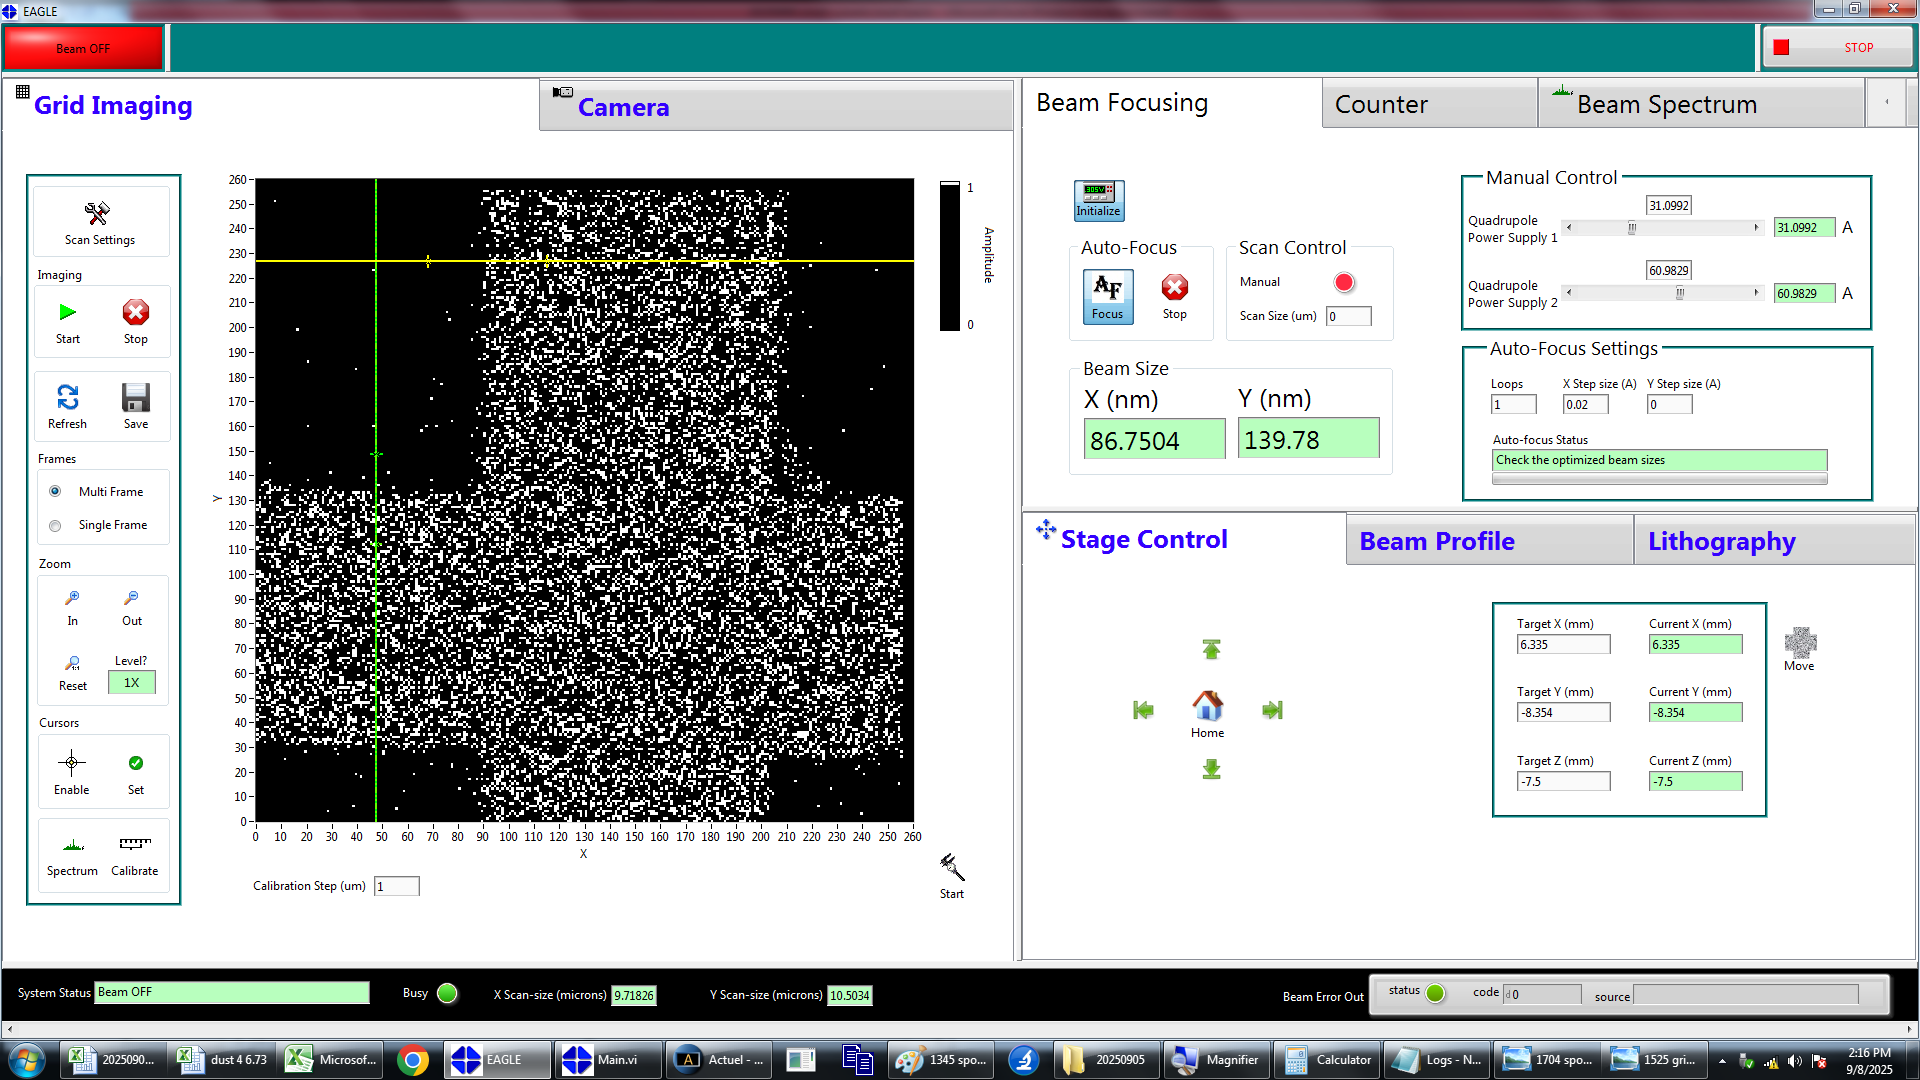 EAGLE
Beam OFF
STOP
Grid Imaging
Camera
Scan Settings
Imaging
Start
Stop
Refresh
Save
Frames
Multi Frame
Single Frame
Zoom
In
Out
Reset
Level?
1X
Cursors
Enable
Set
Spectrum
Calibrate
260
250
240
230
220
210
200
190
180
170
160
150
140
130
120
110
100
90
80
70
60
50
40
30
20
10
0
Y
0 10 20 30 40 50 60 70 80 90 100 110 120 130 140 150 160 170 180 190 200 210 220 230 240 250 260
X
1
0
Amplitude
Calibration Step (um) 1
Start
Beam Focusing
Counter
Beam Spectrum
.305V
Initialize
Auto-Focus
AF
Focus
Stop
Scan Control
Manual
Scan Size (um) 0
Beam Size
X (nm)
Y (nm)
86.7504
139.78
Manual Control
31.0992
Quadrupole
Power Supply 1
31.0992 A
60.9829
Quadrupole
Power Supply 2
60.9829 A
Auto-Focus Settings
Loops
X Step size (A)
Y Step size (A)
1
0.02
0
Auto-focus Status
Check the optimized beam sizes
Stage Control
Beam Profile
Lithography
Home
Target X (mm)
Current X (mm)
6.335
6.335
Target Y (mm)
Current Y (mm)
-8.354
-8.354
Target Z (mm)
Current Z (mm)
-7.5
-7.5
Move
System Status Beam OFF
Busy
X Scan-size (microns) 9.71826
Y Scan-size (microns) 10.5034
Beam Error Out
status
code d 0
source
2025090...
dust 4 6.73
Microsof...
EAGLE
Main.vi
Actuel - ...
1345 spo...
20250905
Magnifier
Calculator
Logs - N...
1704 spo...
1525 gri...
2:16 PM
9/8/2025